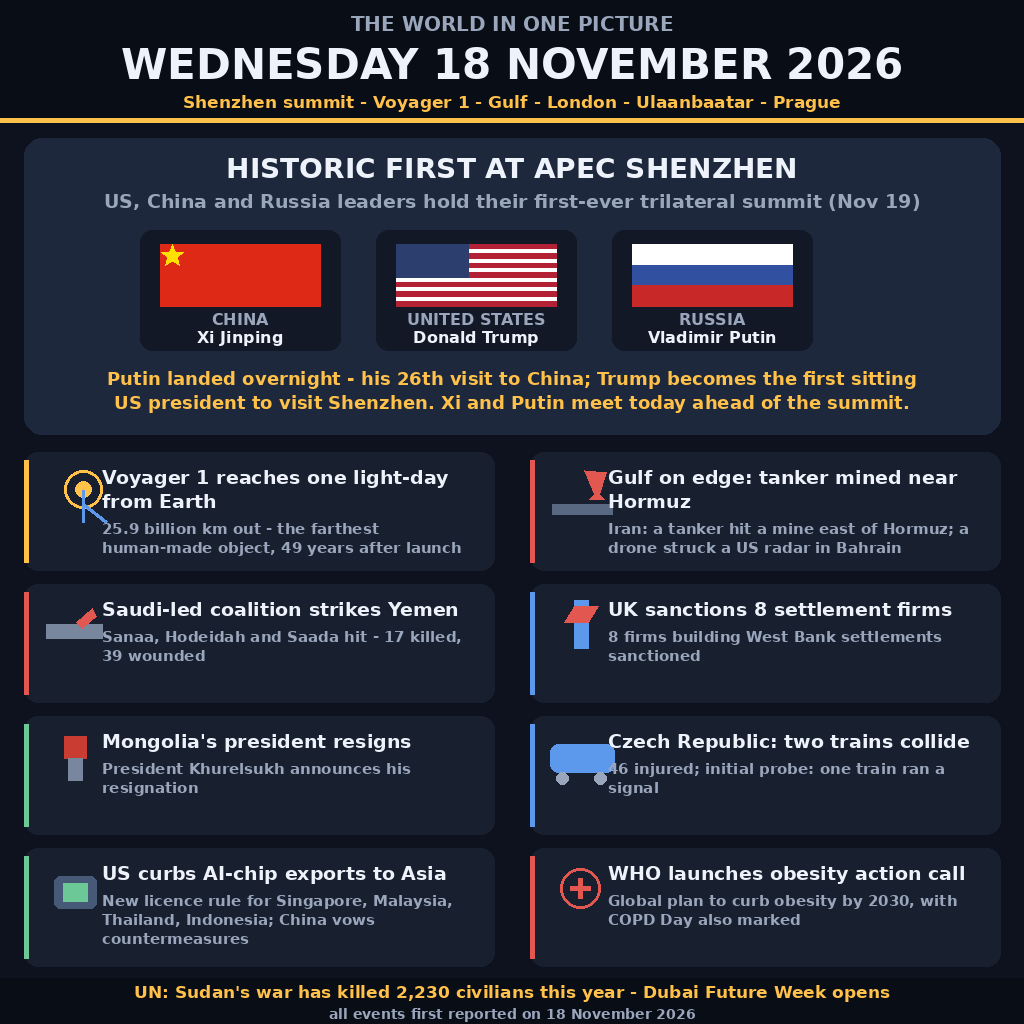 THE WORLD IN ONE PICTURE
WEDNESDAY 18 NOVEMBER 2026
Shenzhen summit - Voyager 1 - Gulf - London - Ulaanbaatar - Prague
HISTORIC FIRST AT APEC SHENZHEN
US, China and Russia leaders hold their first-ever trilateral summit (Nov 19)
CHINA
Xi Jinping
UNITED STATES
Donald Trump
RUSSIA
Vladimir Putin
Putin landed overnight - his 26th visit to China; Trump becomes the first sitting
US president to visit Shenzhen. Xi and Putin meet today ahead of the summit.
Voyager 1 reaches one light-day
from Earth
25.9 billion km out - the farthest
human-made object, 49 years after launch
Gulf on edge: tanker mined near
Hormuz
Iran: a tanker hit a mine east of Hormuz; a
drone struck a US radar in Bahrain
Saudi-led coalition strikes Yemen
Sanaa, Hodeidah and Saada hit - 17 killed,
39 wounded
UK sanctions 8 settlement firms
8 firms building West Bank settlements
sanctioned
Mongolia's president resigns
President Khurelsukh announces his
resignation
Czech Republic: two trains collide
46 injured; initial probe: one train ran a
signal
US curbs AI-chip exports to Asia
New licence rule for Singapore, Malaysia,
Thailand, Indonesia; China vows
countermeasures
WHO launches obesity action call
Global plan to curb obesity by 2030, with
COPD Day also marked
UN: Sudan's war has killed 2,230 civilians this year - Dubai Future Week opens
all events first reported on 18 November 2026